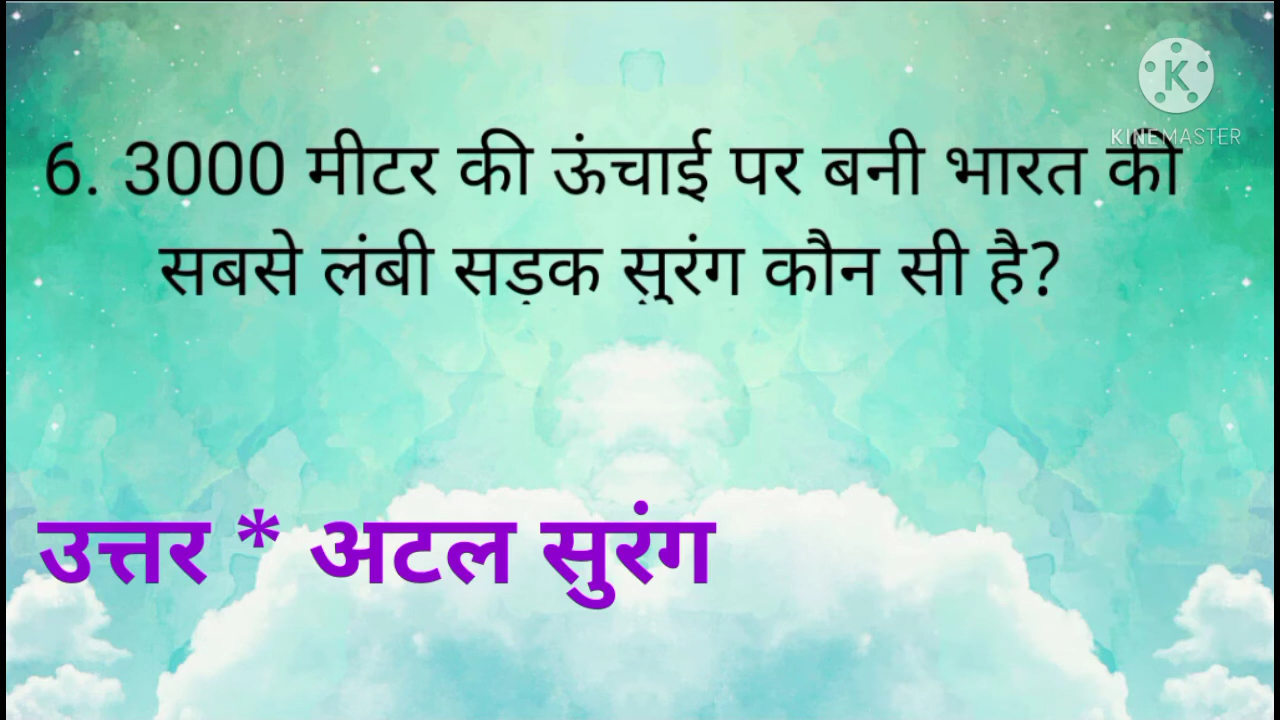 KINEMASTER
6. 3000 मीटर की ऊंचाई पर बनी भारत की
सबसे लंबी सड़क सुरंग कौन सी है?
उत्तर * अटल सुरंग